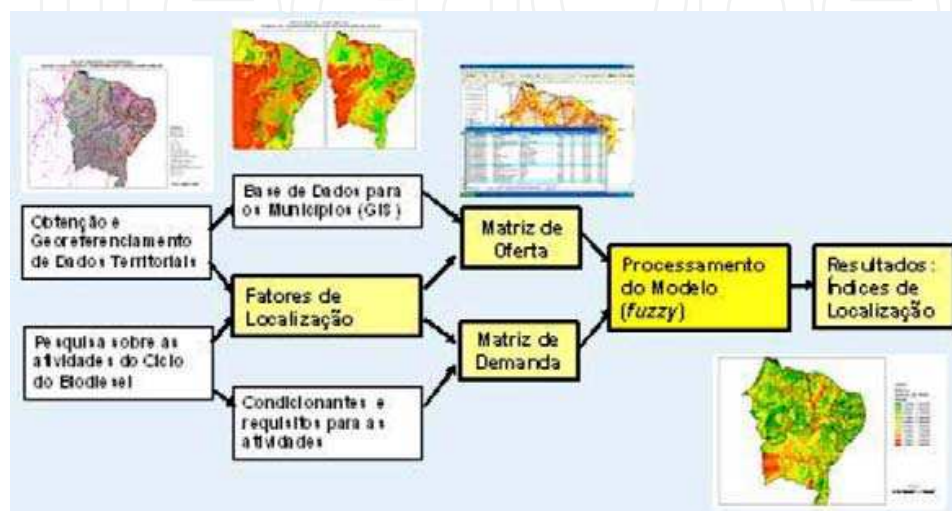 Obtenção e
Georeferenciamento
de Dados Territoriais
Pesquisa sobre as
atividades do Ciclo
do Biodiesel
Base de Dados para
os Municípios (GIS)
Fatores de
Localização
Condicionantes e
requisitos para as
atividades
Matriz de
Oferta
Matriz de
Demanda
Processamento
do Modelo
(fuzzy)
Resultados:
Índices de
Localização